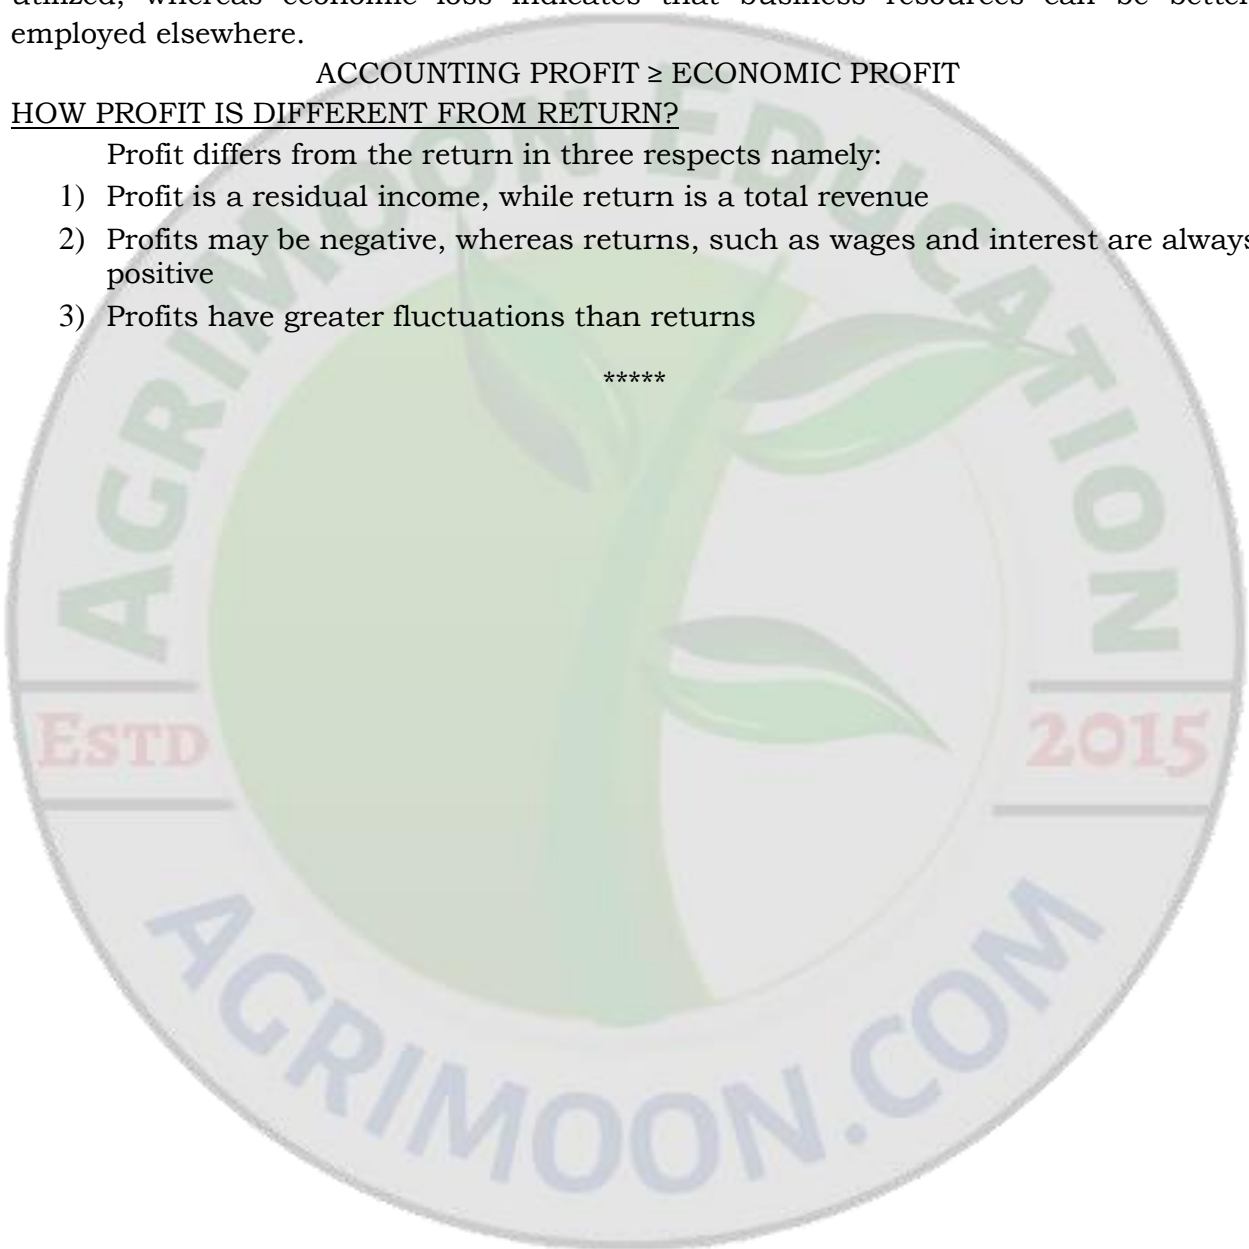 utilized, whereas economic loss indicates that business resources can be better
employed elsewhere.
ACCOUNTING PROFIT ≥ ECONOMIC PROFIT
HOW PROFIT IS DIFFERENT FROM RETURN?
Profit differs from the return in three respects namely:
1) Profit is a residual income, while return is a total revenue
2) Profits may be negative, whereas returns, such as wages and interest are always
positive
3) Profits have greater fluctuations than returns
*****
AGRIMOON EDUCATION
ESTD 2015
AGRIMOON.COM